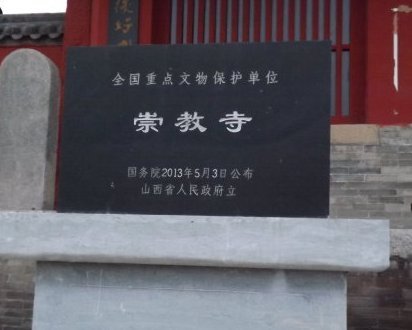 全国重点文物保护单位
崇教寺
国务院2013年5月3日公布
山西省人民政府立